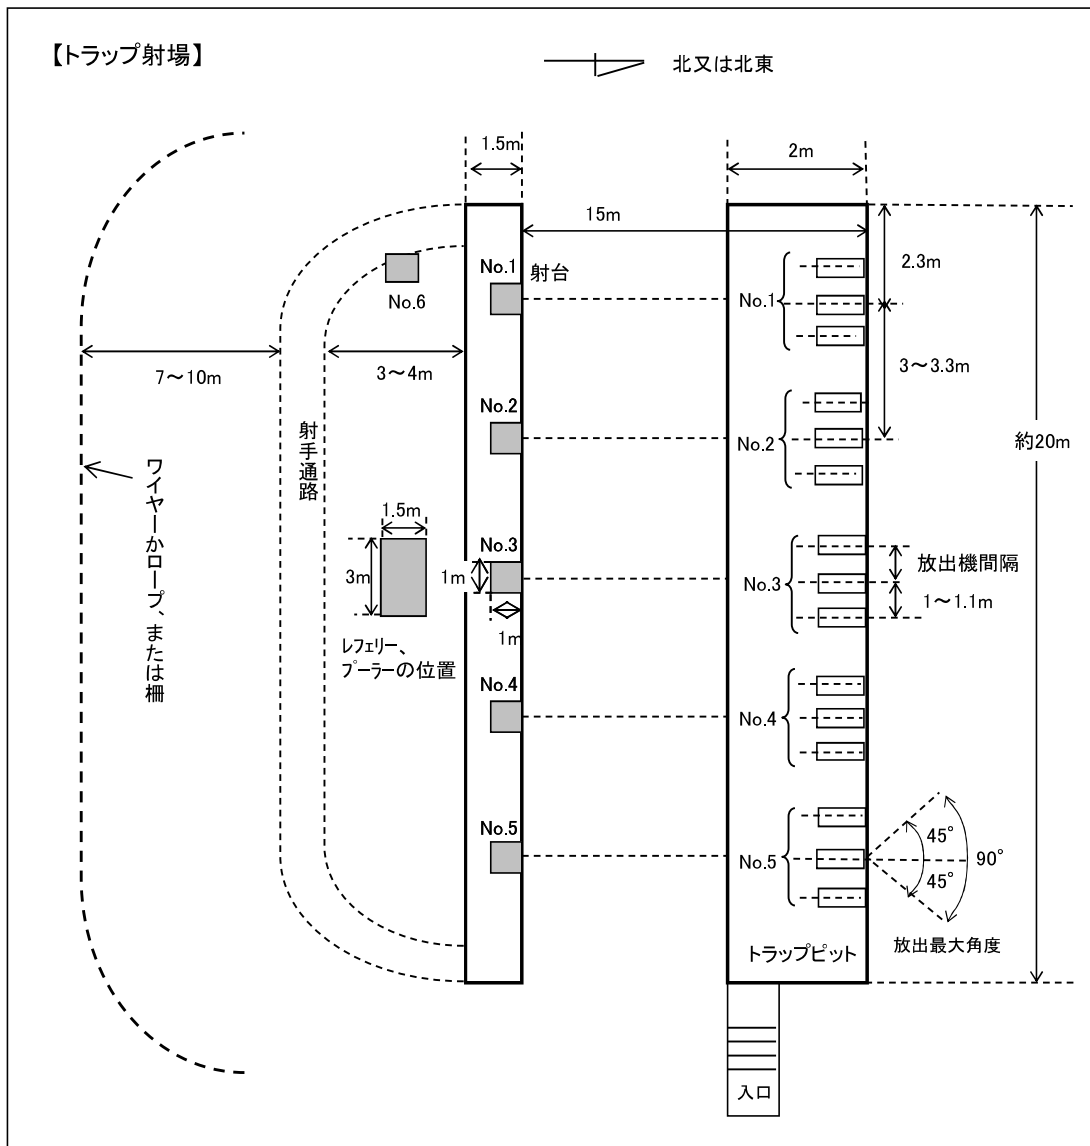 【トラップ射場】
北又は北東
1.5m
2m
15m
2.3m
No.1
射台
No.6
No.1
7～10m
3～4m
3～3.3m
No.2
No.2
射手通路
約20m
ワイヤーかロープ、または柵
1.5m
No.3
3m
1m
1m
No.3
放出機間隔
1～1.1m
レフェリー、
プーラーの位置
No.4
No.4
No.5
No.5
45°
45°
90°
放出最大角度
トラップピット
入口